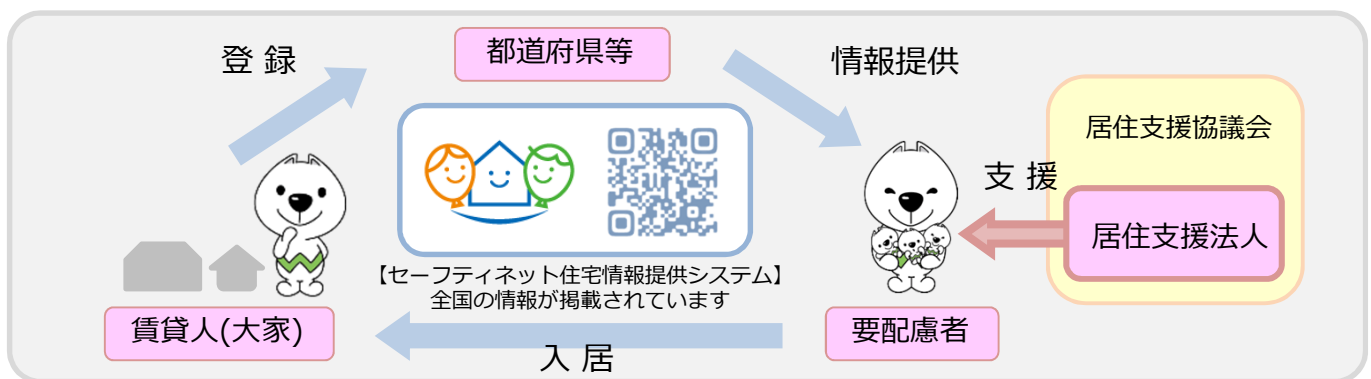 登 録
都道府県等
情報提供
居住支援協議会
支 援
居住支援法人
【セーフティネット住宅情報提供システム】
全国の情報が掲載されています
賃貸人(大家)
入 居
要配慮者